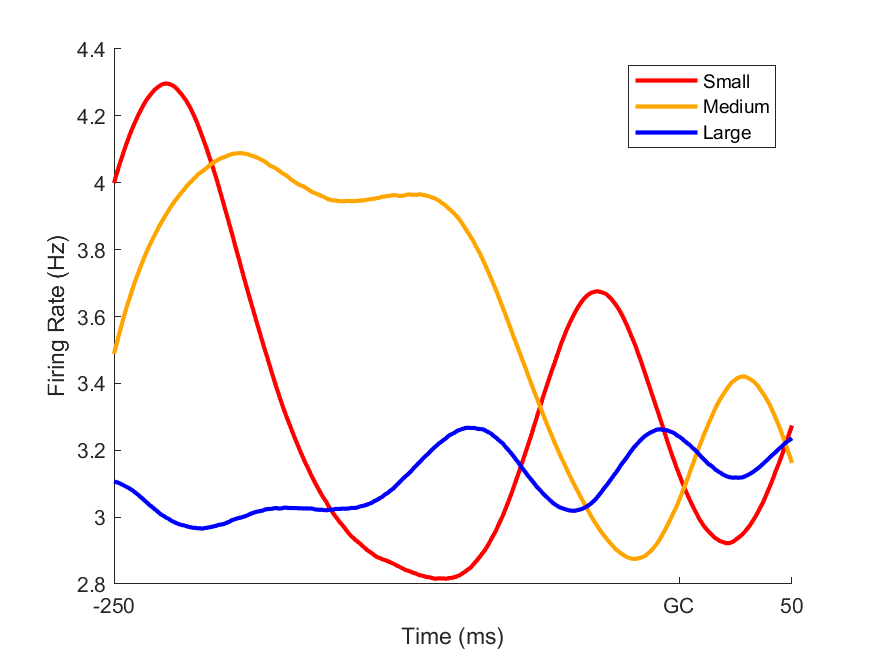 4.4
4.2
4
3.8
3.6
3.4
3.2
3
2.8
Firing Rate (Hz)
Small
Medium
Large
-250
GC
50
Time (ms)